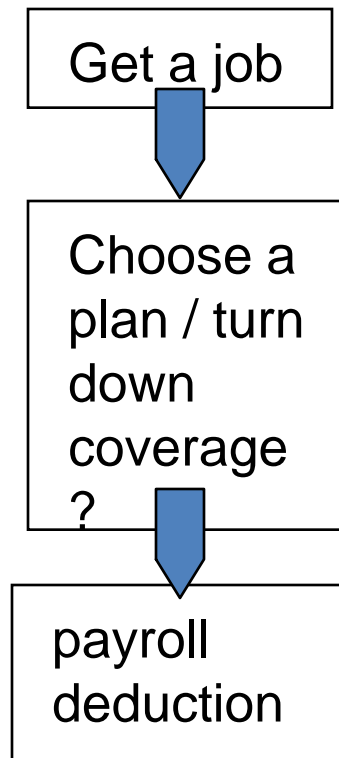 Get a job
Choose a
plan / turn
down
coverage
?
payroll
deduction